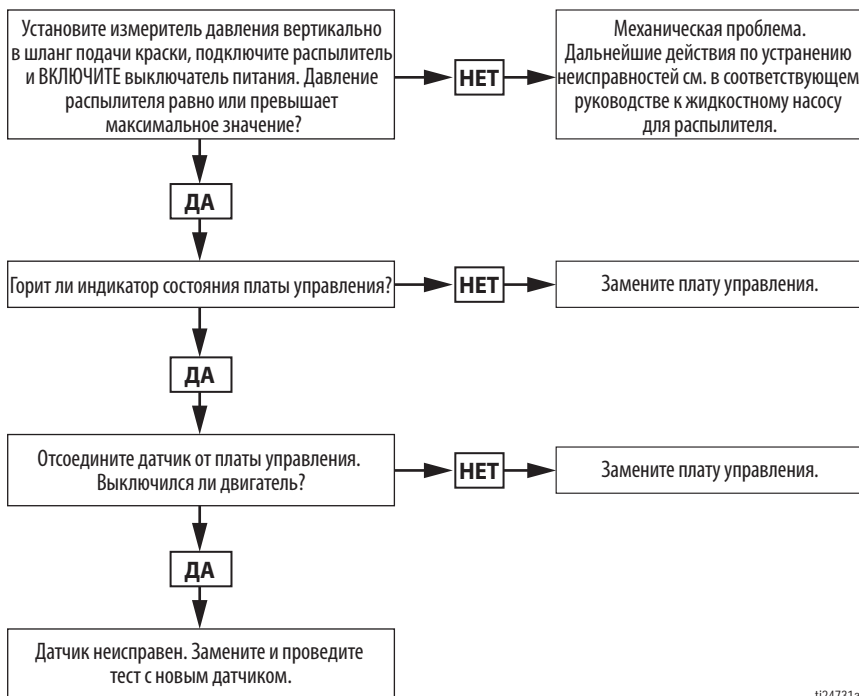 Установите измеритель давления вертикально
в шланг подачи краски, подключите распылитель
и ВКЛЮЧИТЕ выключатель питания. Давление
распылителя равно или превышает
максимальное значение?
НЕТ
Механическая проблема.
Дальнейшие действия по устранению
неисправностей см. в соответствующем
руководстве к жидкостному насосу
для распылителя.
ДА
Горит ли индикатор состояния платы управления?
НЕТ
Замените плату управления.
ДА
Отсоедините датчик от платы управления.
Выключился ли двигатель?
НЕТ
Замените плату управления.
ДА
Датчик неисправен. Замените и проведите
тест с новым датчиком.
ti24731a